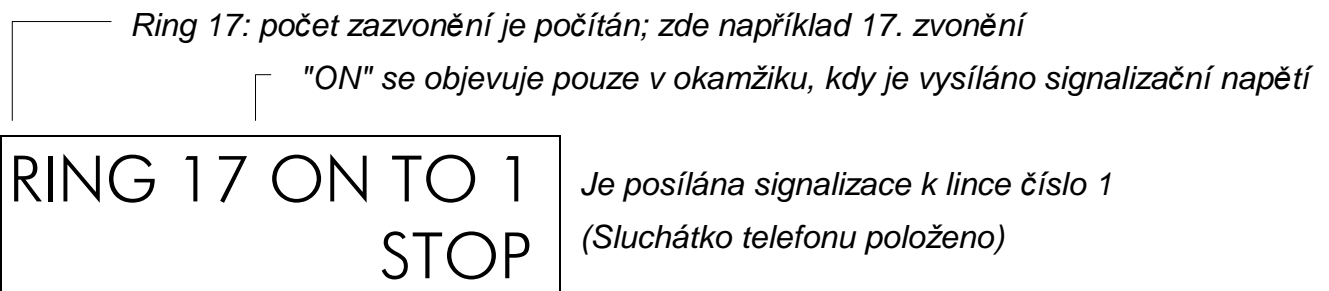 Ring 17: počet zazvonění je počítán; zde například 17. zvonění
"ON" se objevuje pouze v okamžiku, kdy je vysíláno signalizační napětí
RING 17 ON TO 1
STOP
Je posílána signalizace k lince číslo 1
(Sluchátko telefonu položeno)